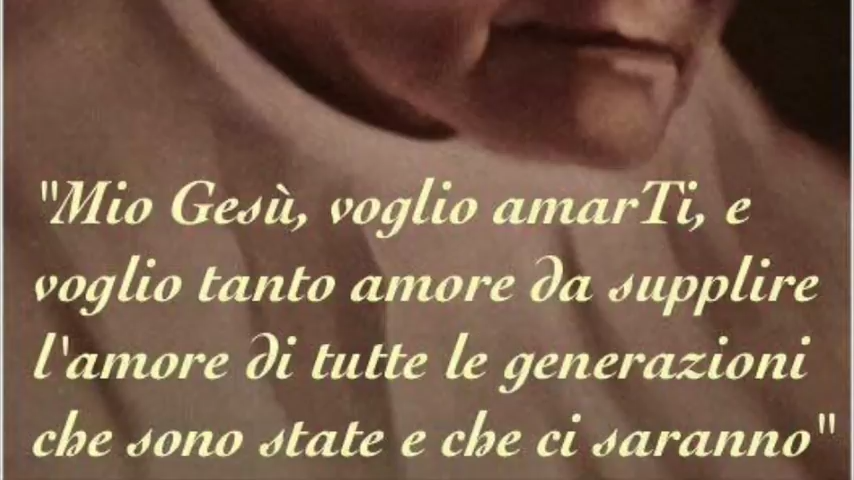 "Mio Gesù, voglio amarTi, e
voglio tanto amore da supplire
l'amore di tutte le generazioni
che sono state e che ci saranno"